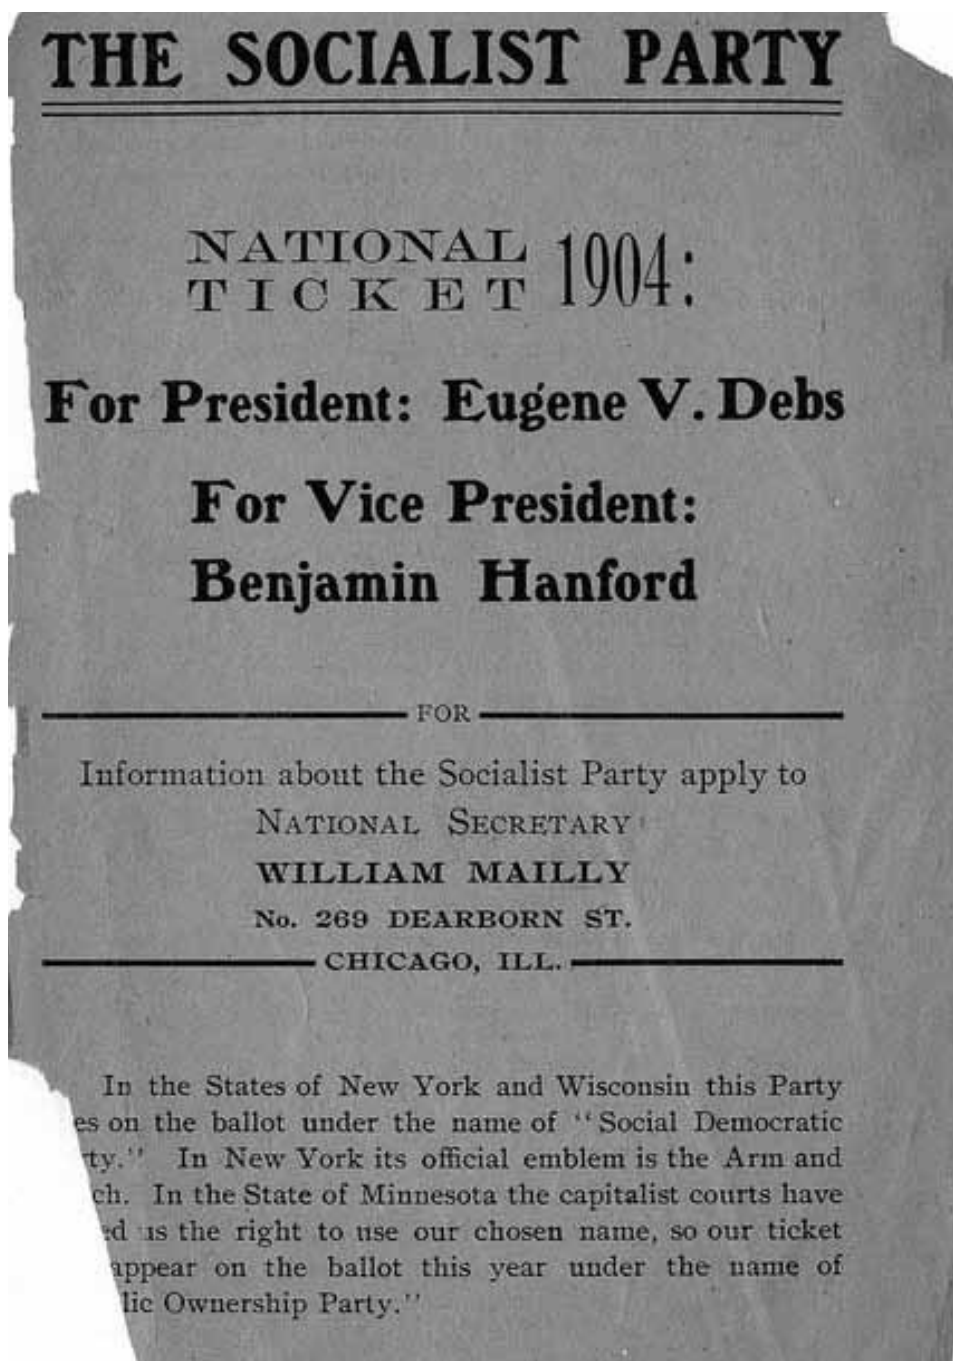 THE SOCIALIST PARTY
NATIONAL
TICKET 1904:
For President: Eugene V. Debs
For Vice President:
Benjamin Hanford
FOR
Information about the Socialist Party apply to
NATIONAL SECRETARY
WILLIAM MAILLY
No. 269 DEARBORN ST.
CHICAGO, ILL.
In the States of New York and Wisconsin this Party
es on the ballot under the name of "Social Democratic
ty." In New York its official emblem is the Arm and
ch. In the State of Minnesota the capitalist courts have
ed us the right to use our chosen name, so our ticket
appear on the ballot this year under the name of
lic Ownership Party."